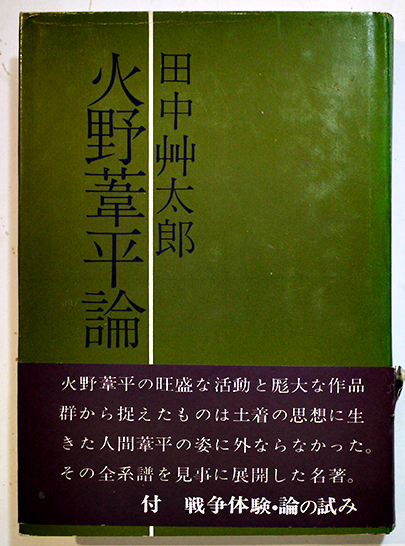 火野葦平論
田中艸太郎
火野葦平の旺盛な活動と厖大な作品
群から捉えたものは土着の思想に生
きた人間葦平の姿に外ならなかった。
その全系譜を見事に展開した名著。
付 戦争体験・論の試み